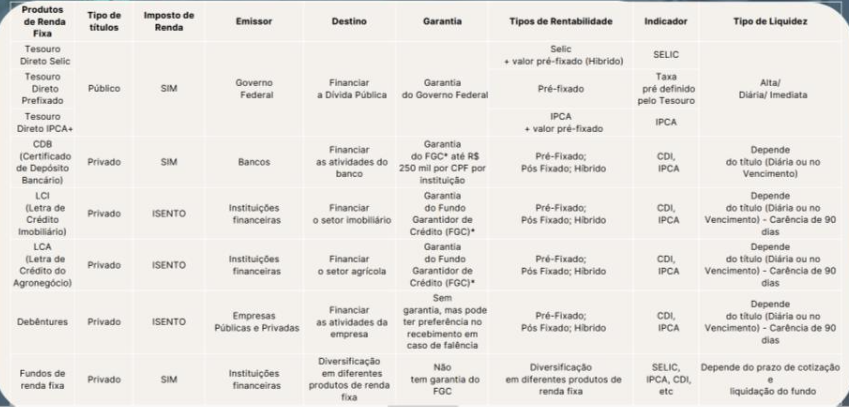 Produtos de Renda Fixa | Tipo de títulos | Imposto de Renda | Emissor | Destino | Garantia | Tipos de Rentabilidade | Indicador | Tipo de Liquidez
Tesouro Direto Selic | Selic + valor pré-fixado (Híbrido) | SELIC
Tesouro Direto Prefixado | Público | SIM | Governo Federal | Financiar a Dívida Pública | Garantia do Governo Federal | Pré-fixado | Taxa pré definido pelo Tesouro | Alta/ Diária/ Imediata
Tesouro Direto IPCA+ | IPCA + valor pré-fixado | IPCA
CDB (Certificado de Depósito Bancário) | Privado | SIM | Bancos | Financiar as atividades do banco | Garantia do FGC* até R$ 250 mil por CPF por instituição | Pré-Fixado; Pós Fixado; Híbrido | CDI, IPCA | Depende do título (Diária ou no Vencimento)
LCI (Letra de Crédito Imobiliário) | Privado | ISENTO | Instituições financeiras | Financiar o setor imobiliário | Garantia do Fundo Garantidor de Crédito (FGC)* | Pré-Fixado; Pós Fixado; Híbrido | CDI, IPCA | Depende do título (Diária ou no Vencimento) - Carência de 90 dias
LCA (Letra de Crédito do Agronegócio) | Privado | ISENTO | Instituições financeiras | Financiar o setor agrícola | Garantia do Fundo Garantidor de Crédito (FGC)* | Pré-Fixado; Pós Fixado; Híbrido | CDI, IPCA | Depende do título (Diária ou no Vencimento) - Carência de 90 dias
Debêntures | Privado | ISENTO | Empresas Públicas e Privadas | Financiar as atividades da empresa | Sem garantia, mas pode ter preferência no recebimento em caso de falência | Pré-Fixado; Pós Fixado; Híbrido | CDI, IPCA | Depende do título (Diária ou no Vencimento) - Carência de 90 dias
Fundos de renda fixa | Privado | SIM | Instituições financeiras | Diversificação em diferentes produtos de renda fixa | Não tem garantia do FGC | Diversificação em diferentes produtos de renda fixa | SELIC, IPCA, CDI, etc | Depende do prazo de cotização e liquidação do fundo